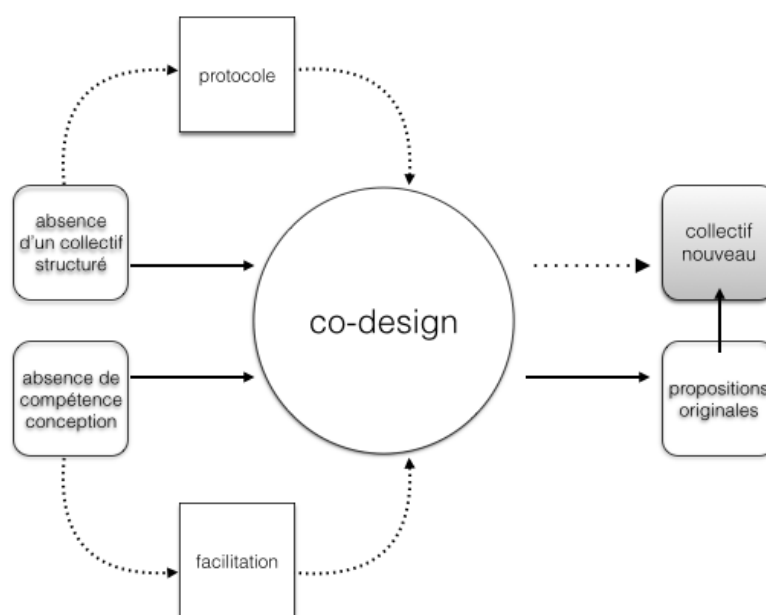 protocole
absence
d'un collectif
structuré
co-design
collectif
nouveau
absence de
compétence
conception
propositions
originales
facilitation